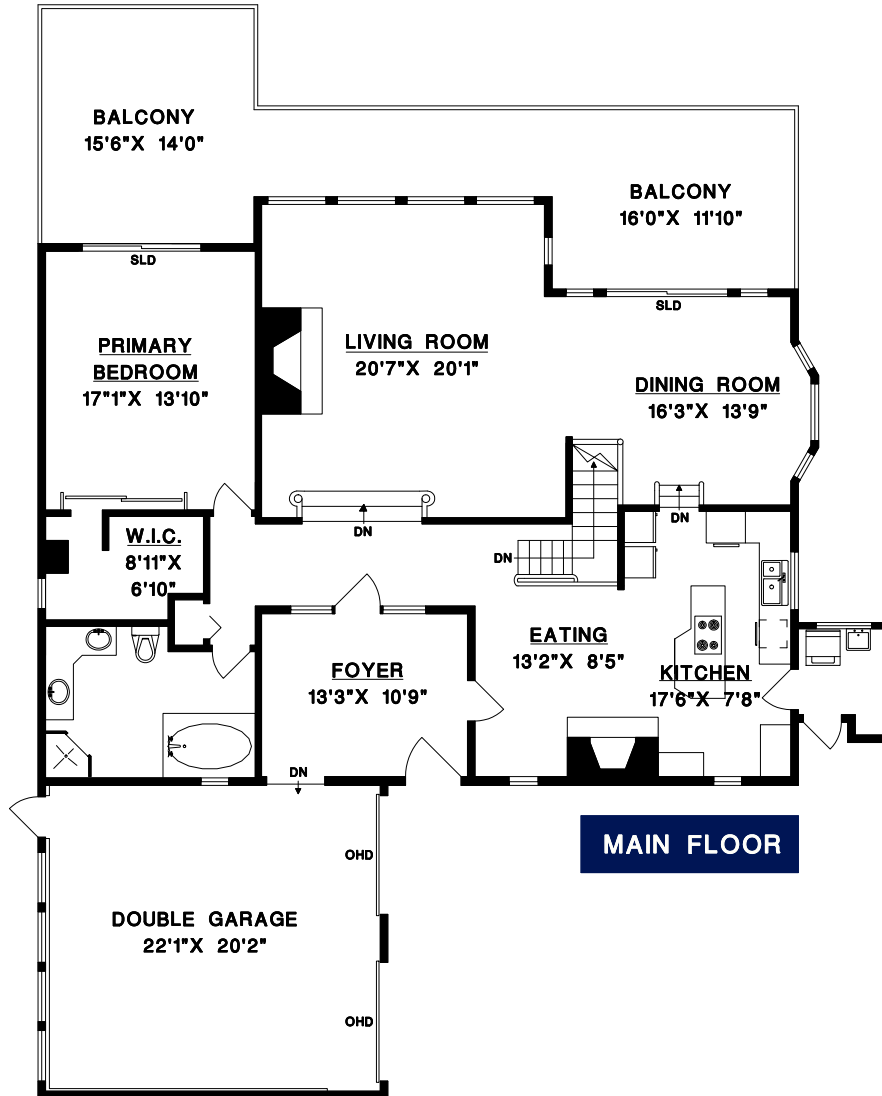 BALCONY
15'6"X 14'0"
BALCONY
16'0"X 11'10"
SLD
SLD
PRIMARY
BEDROOM
17'1"X 13'10"
LIVING ROOM
20'7"X 20'1"
DINING ROOM
16'3"X 13'9"
W.I.C.
8'11"X
6'10"
DN
DN
DN
EATING
13'2"X 8'5"
FOYER
13'3"X 10'9"
KITCHEN
17'6"X 7'8"
DN
MAIN FLOOR
OHD
DOUBLE GARAGE
22'1"X 20'2"
OHD